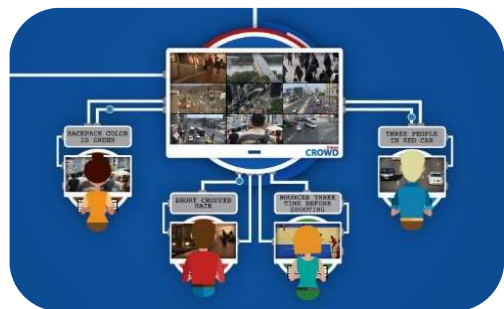 CROWD
BACKPACK COLOR
IS GREEN
THREE PEOPLE
IN RED CAR
SHORT CROPPED
HAIR
BOUNCES THREE
TIME BEFORE
SHOOTING